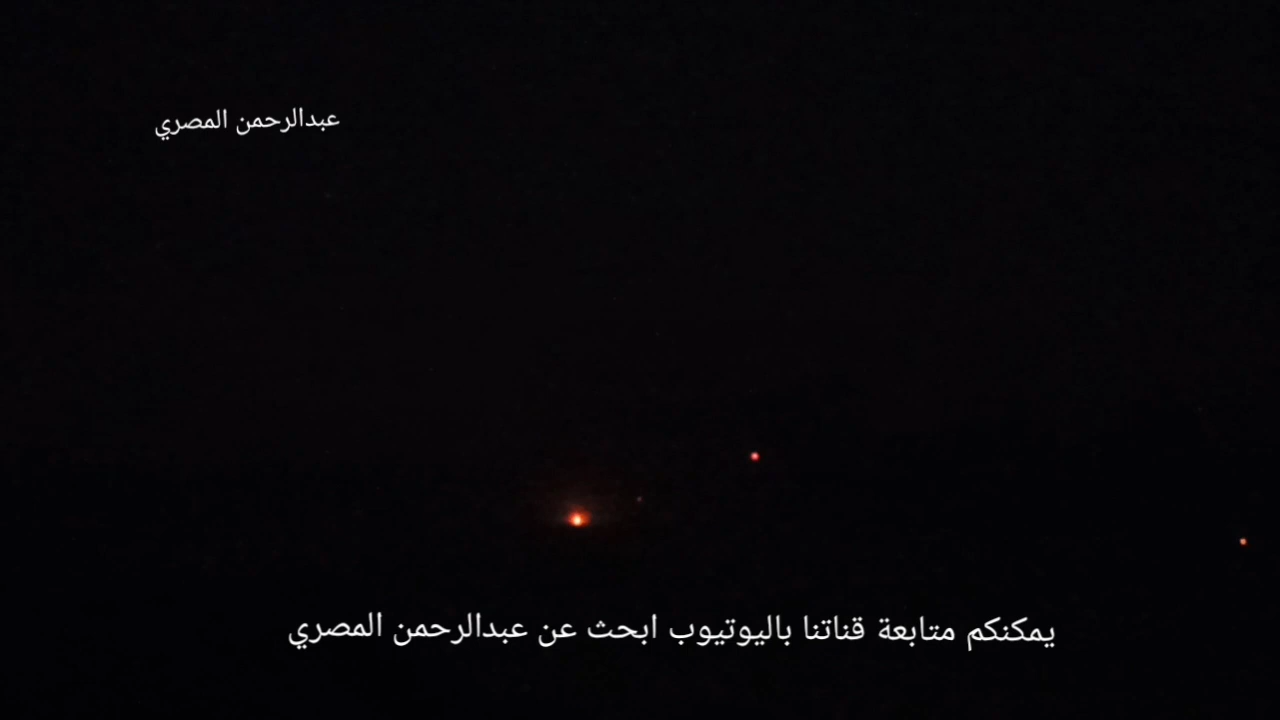 عبدالرحمن المصري
يمكنكم متابعة قناتنا باليوتيوب ابحث عن عبدالرحمن المصري